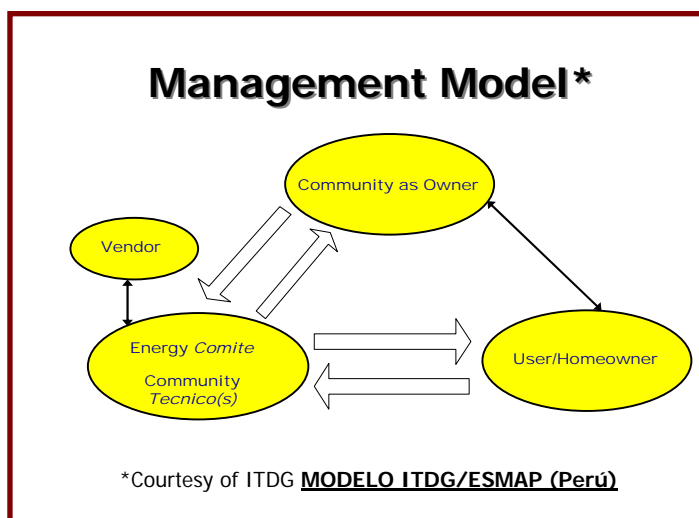 Management Model*
Community as Owner
Vendor
Energy Comite
Community
Tecnico(s)
User/Homeowner
*Courtesy of ITDG MODELO ITDG/ESMAP (Perú)